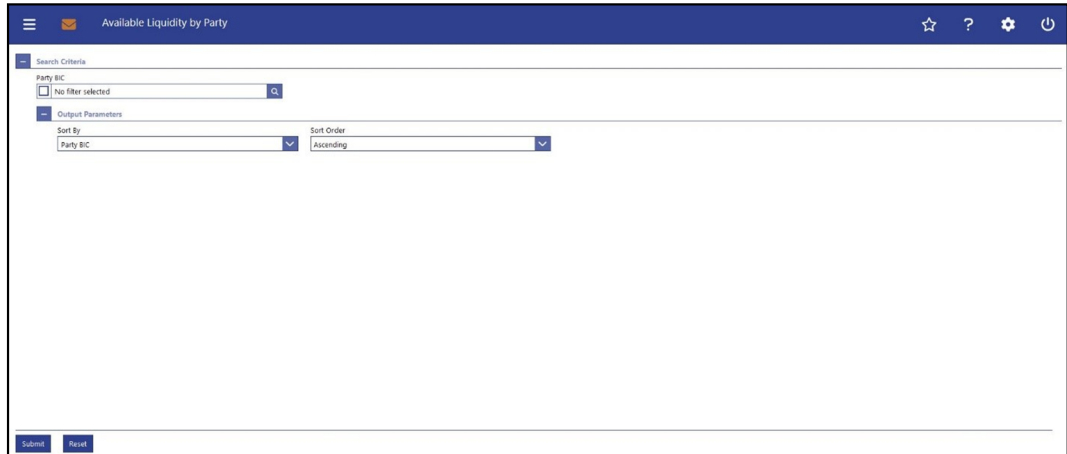 Available Liquidity by Party
?
Search Criteria
Party BIC
No filter selected
Output Parameters
Sort By Sort Order
Party BIC Ascending
Submit Reset